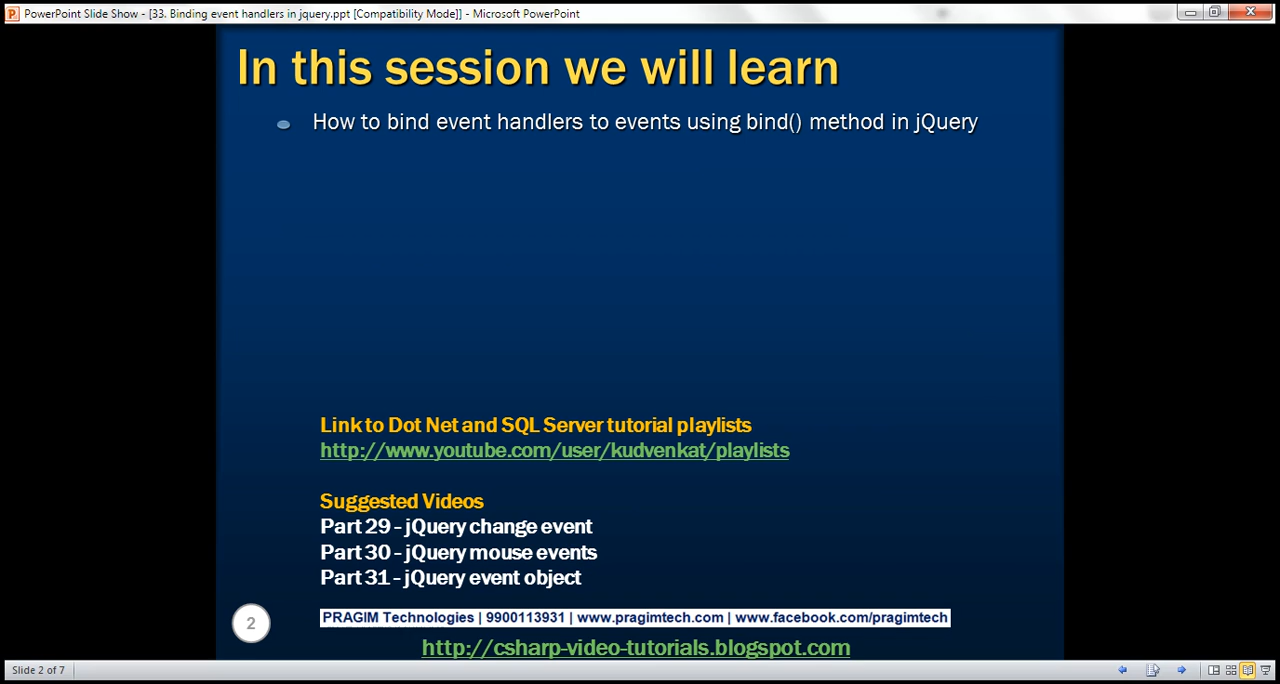 PowerPoint Slide Show - [33. Binding event handlers in jquery.ppt [Compatibility Mode]] - Microsoft PowerPoint
In this session we will learn
How to bind event handlers to events using bind() method in jQuery
Link to Dot Net and SQL Server tutorial playlists
http://www.youtube.com/user/kudvenkat/playlists
Suggested Videos
Part 29 - jQuery change event
Part 30 - jQuery mouse events
Part 31 - jQuery event object
2
PRAGIM Technologies | 9900113931 | www.pragimtech.com | www.facebook.com/pragimtech
http://csharp-video-tutorials.blogspot.com
Slide 2 of 7